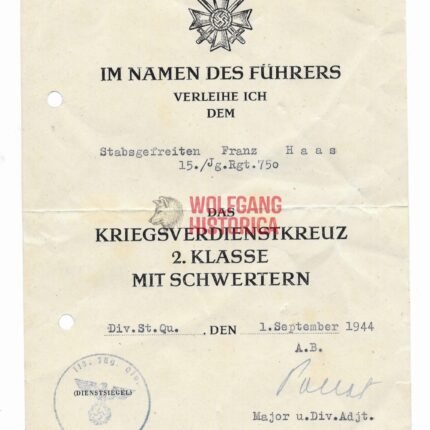 IM NAMEN DES FÜHRERS
VERLEIHE ICH
DEM
Stabsgefreiten Franz Haas
15./Jg.Rgt.750
WOLFGANG
HISTORICA
DAS
KRIEGSVERDIENSTKREUZ
2. KLASSE
MIT SCHWERTERN
Div.St.Qu. , DEN 1.September 1944
A.B.
(DIENSTSIEGEL)
Major u.Div.Adjt.